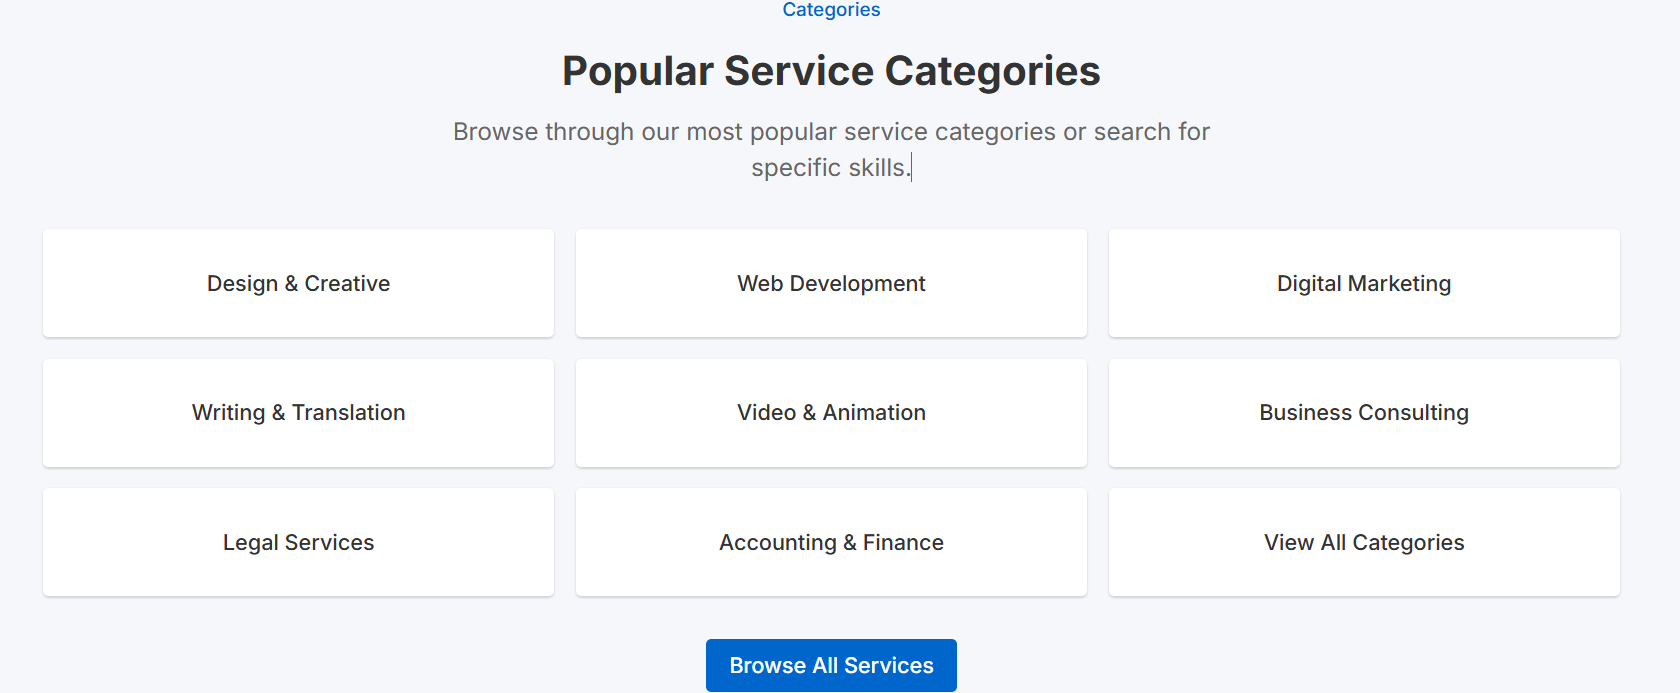 Categories
Popular Service Categories
Browse through our most popular service categories or search for
specific skills.
Design & Creative
Web Development
Digital Marketing
Writing & Translation
Video & Animation
Business Consulting
Legal Services
Accounting & Finance
View All Categories
Browse All Services